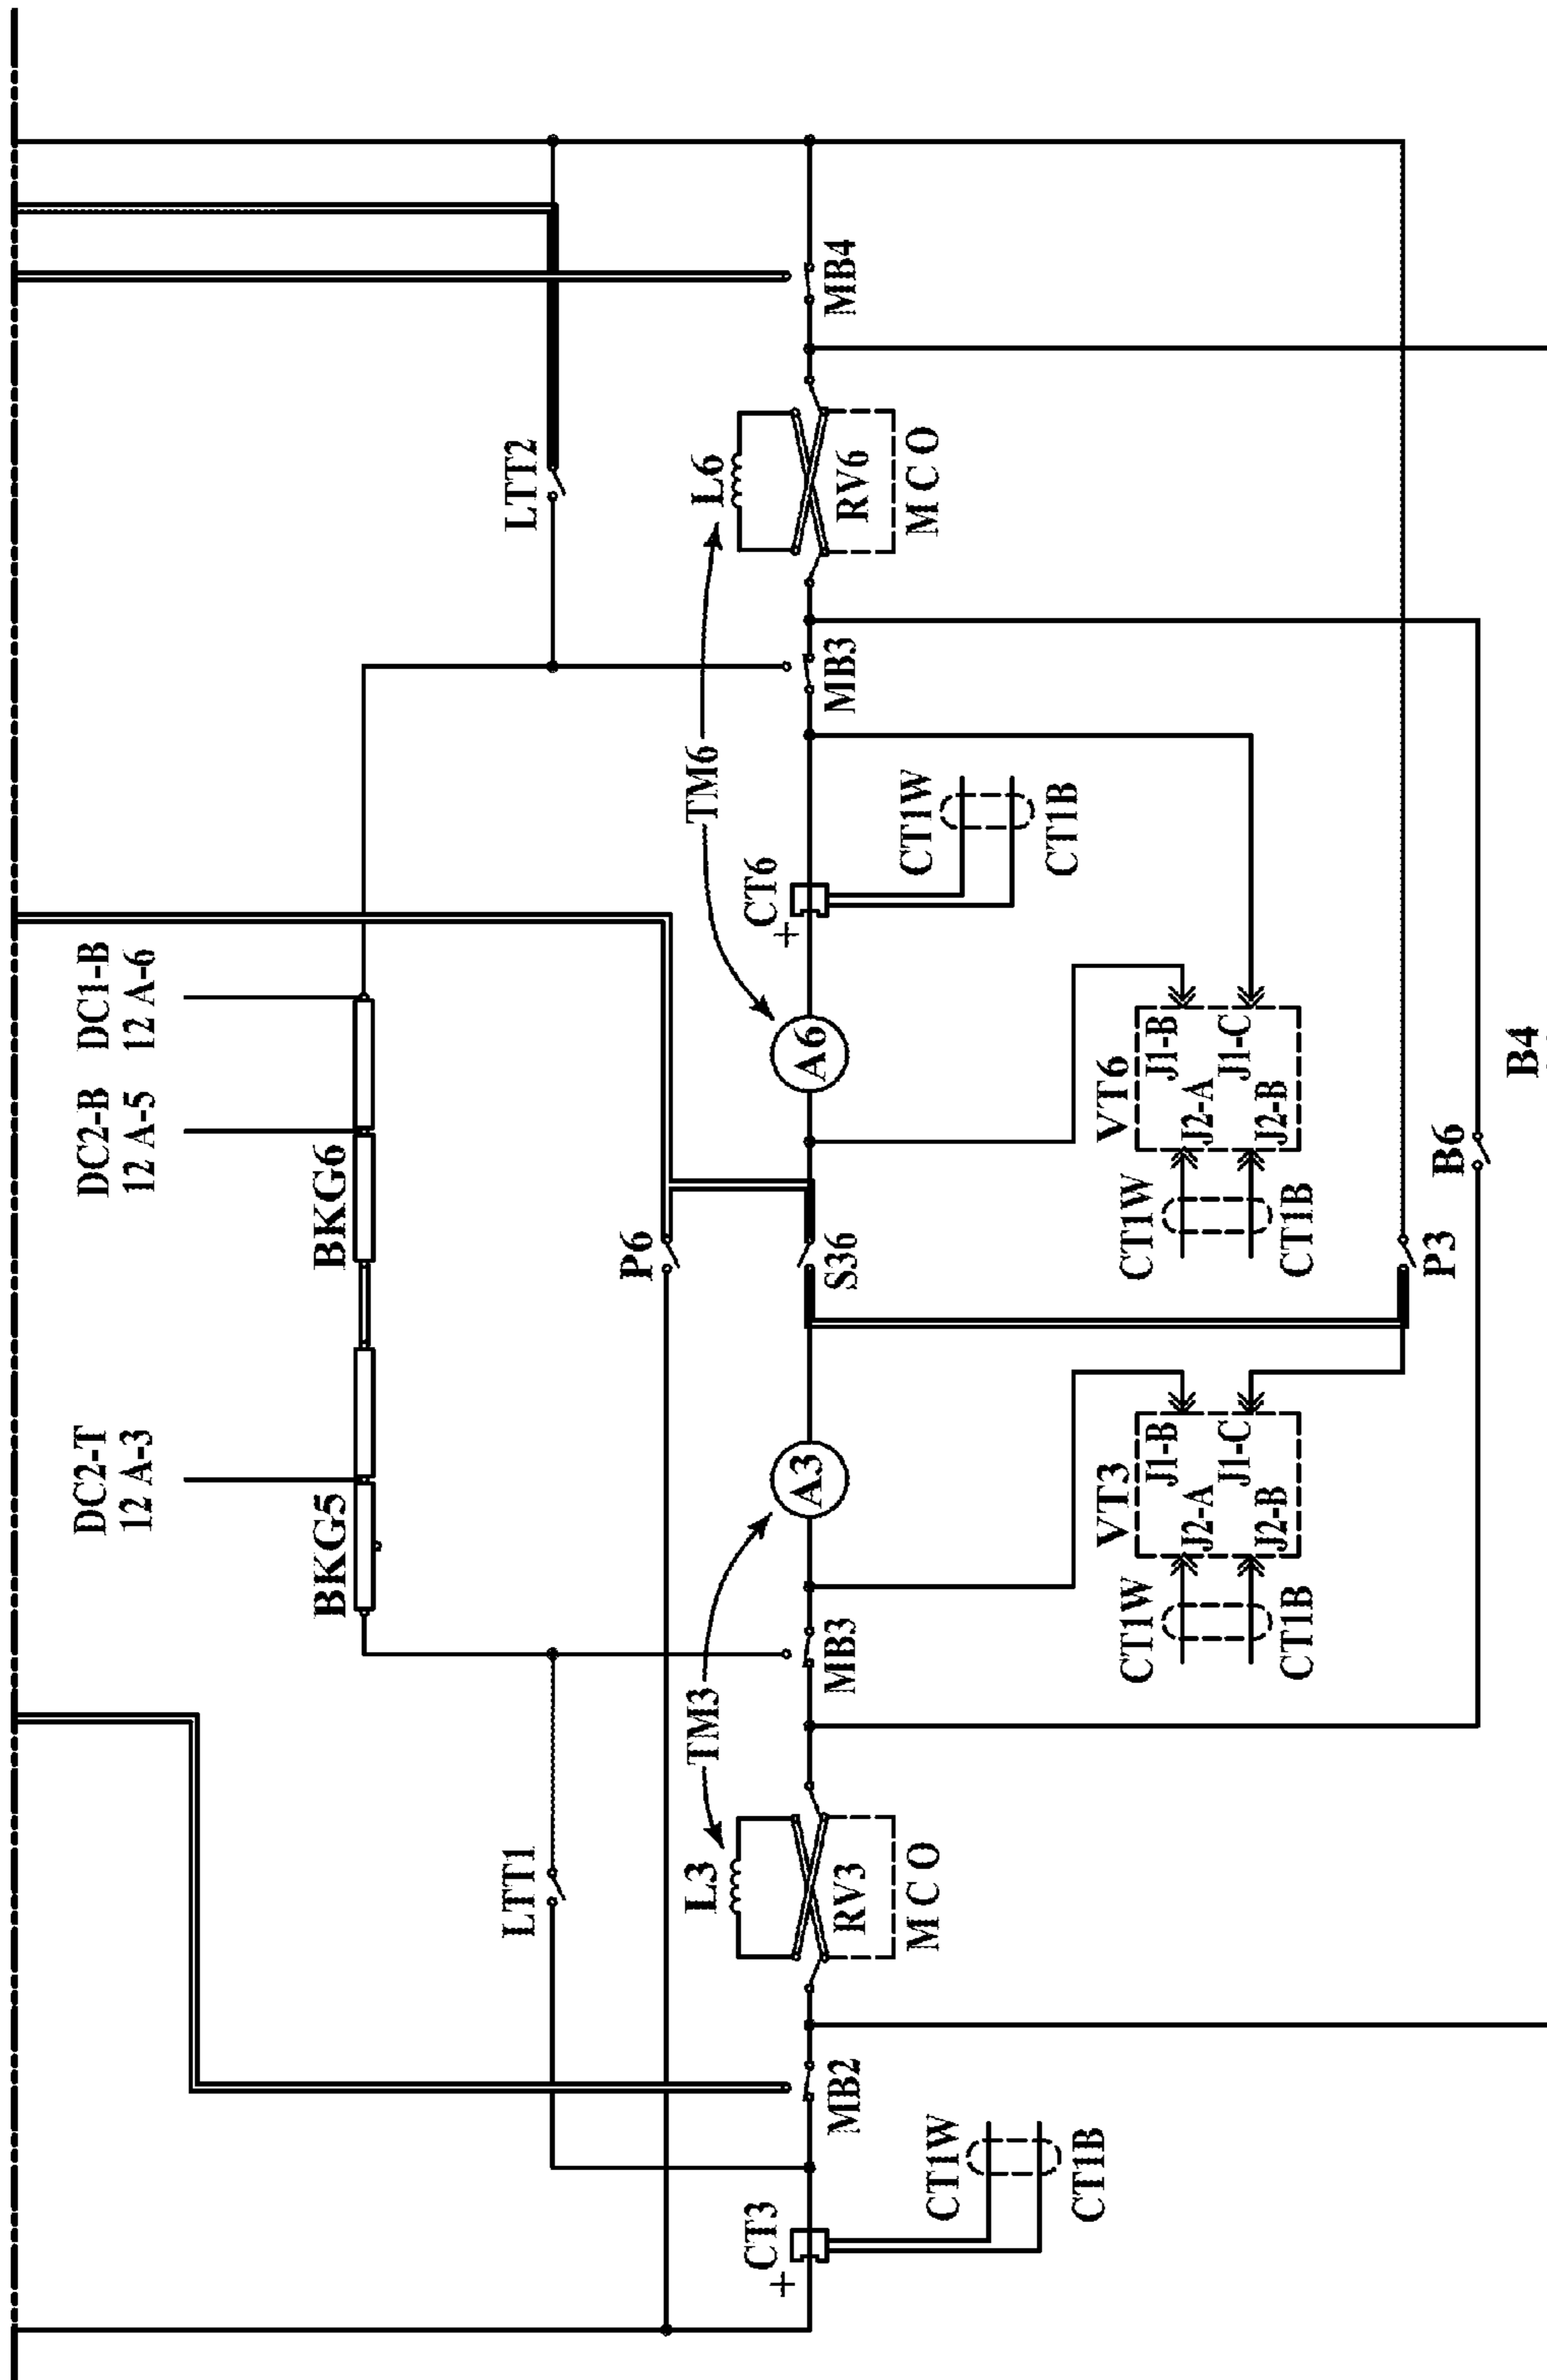 DC2-T
12 A-3
DC2-B
12 A-5
DC1-B
12 A-6
BKG5
BKG6
LTT1
LTT2
P6
L3
TM3
TM6
L6
CT3
+
MB2
RV3
M C O
MB3
A3
S36
A6
CT6
+
MB3
RV6
M C O
MB4
CT1W
CT1B
CT1W
CT1B
VT3
J2-A
J1-B
J2-B
J1-C
CT1W
CT1B
VT6
J2-A
J1-B
J2-B
J1-C
CT1W
CT1B
P3
B6
B4